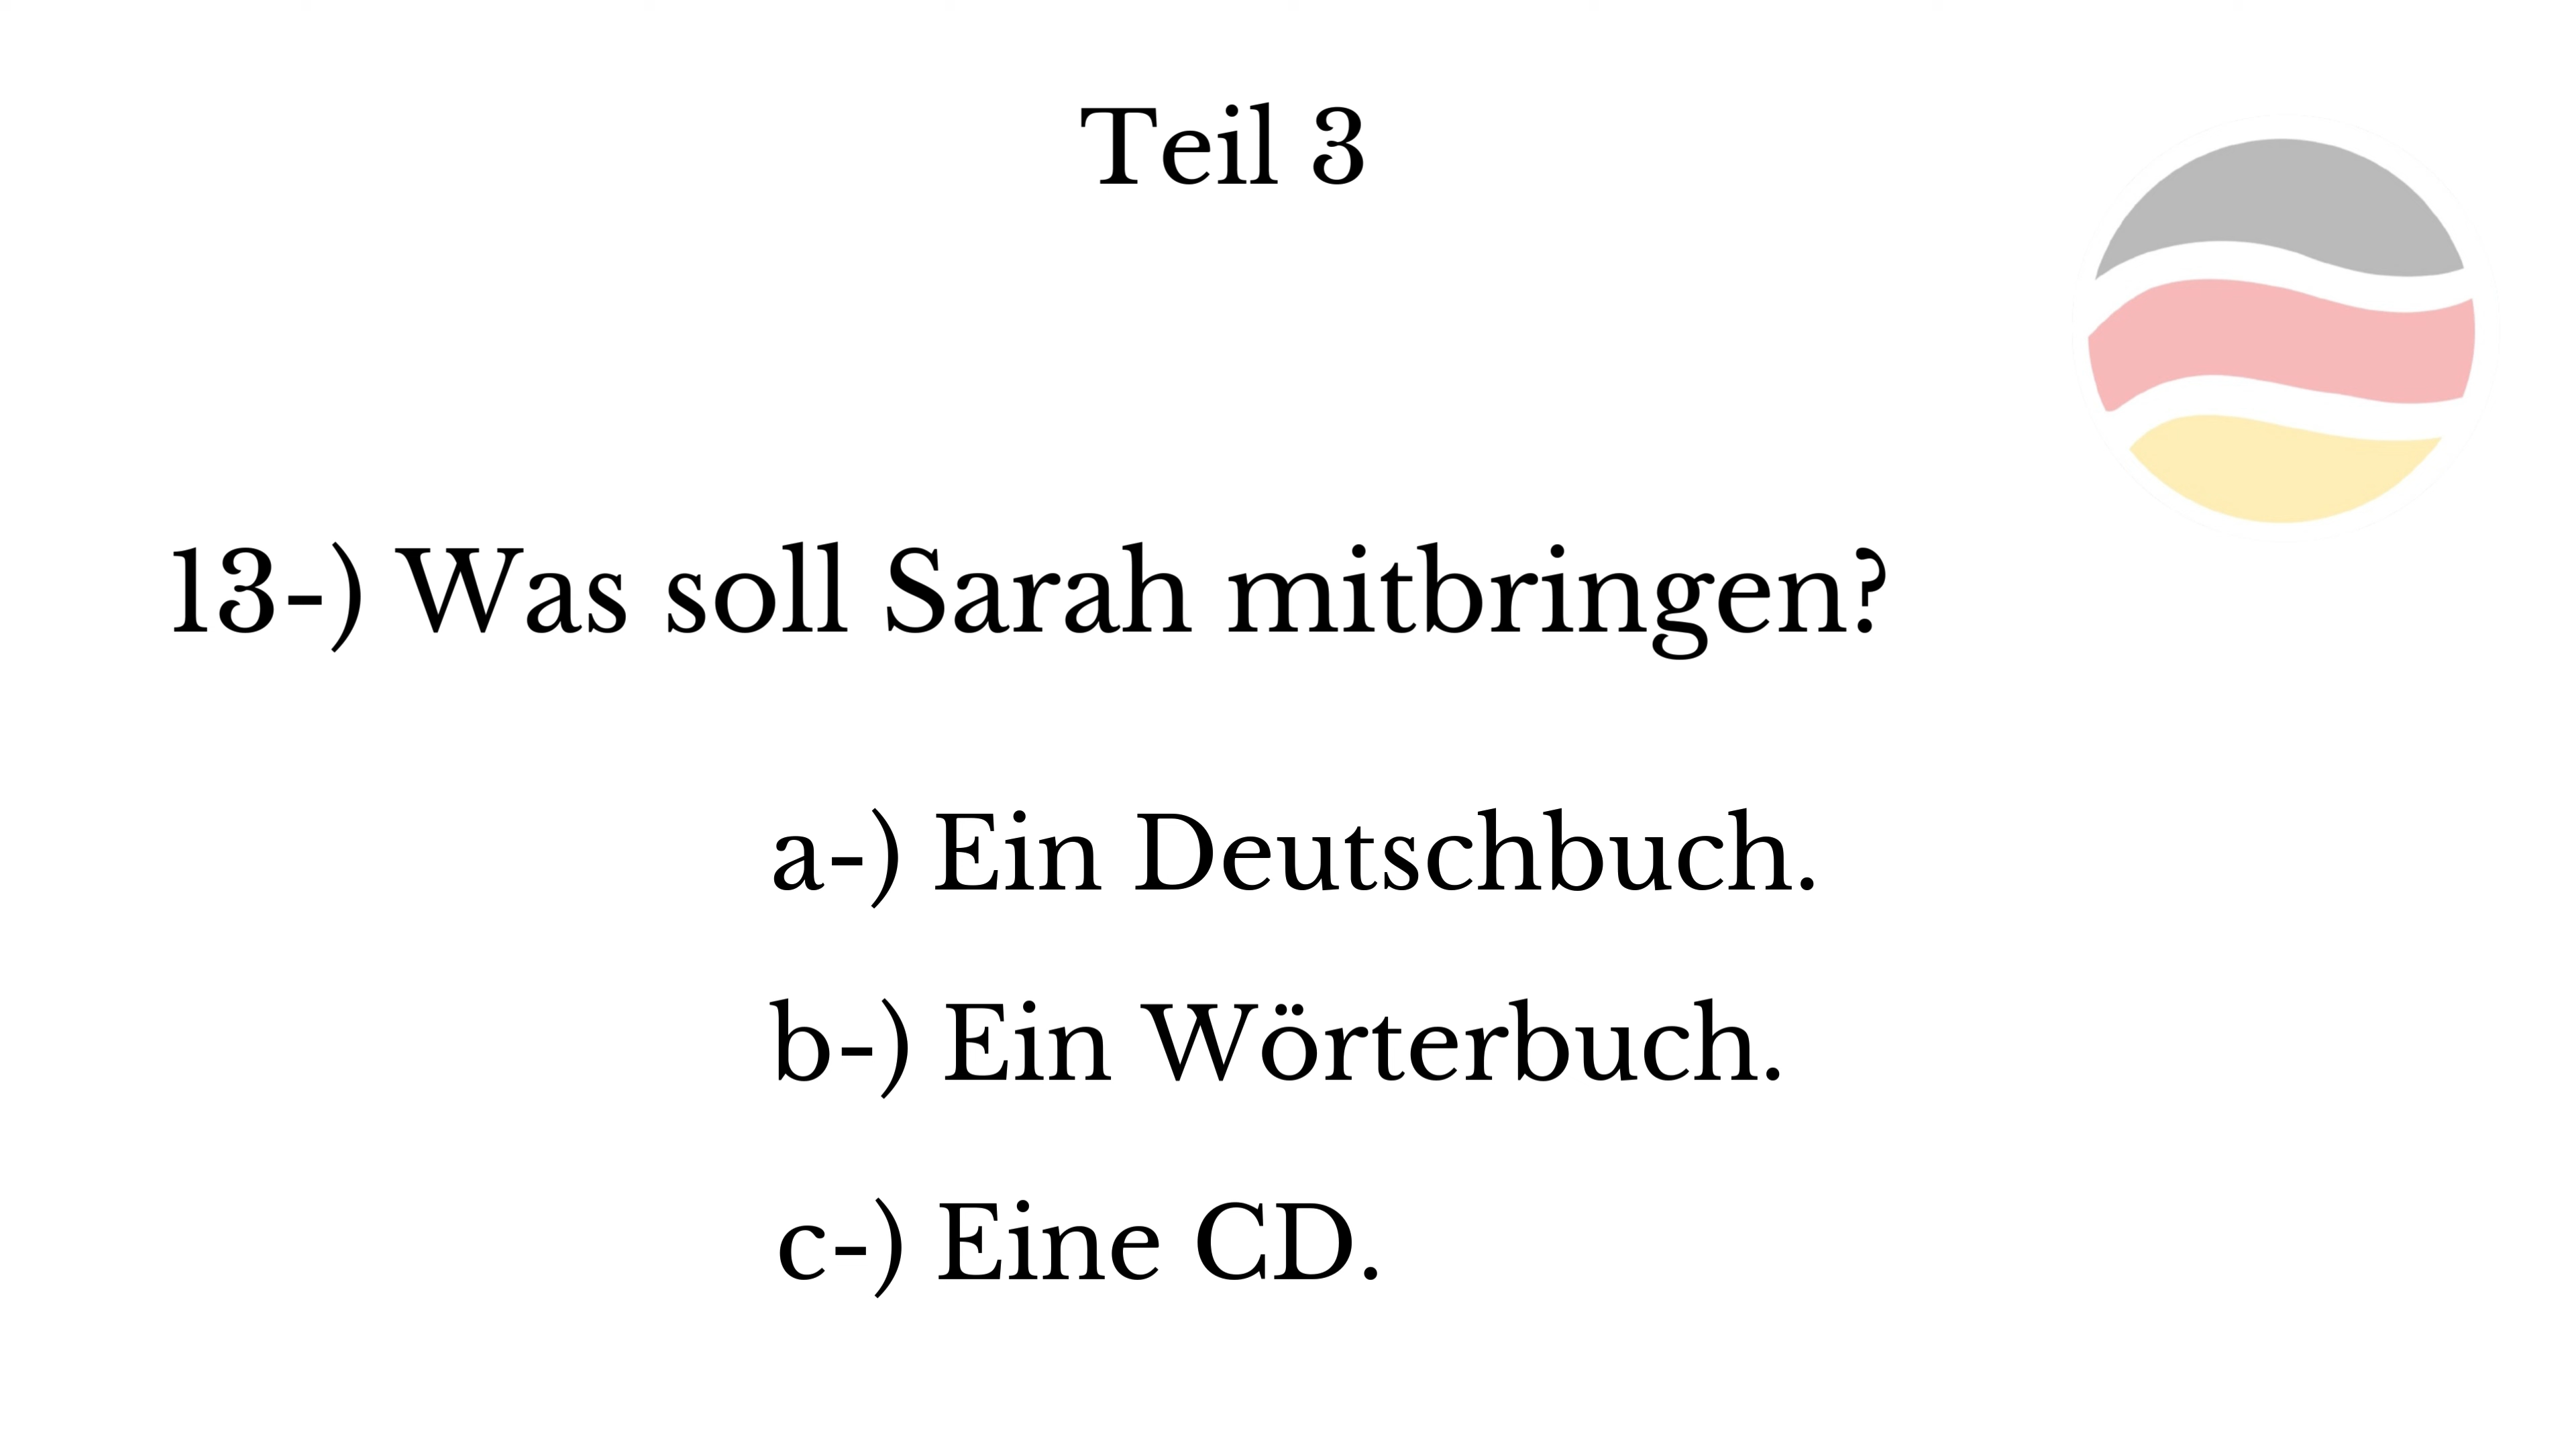 Teil 3
13-) Was soll Sarah mitbringen?
a-) Ein Deutschbuch.
b-) Ein Wörterbuch.
c-) Eine CD.